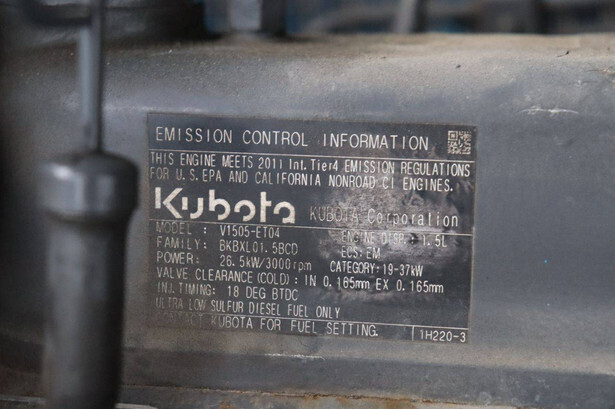 EMISSION CONTROL INFORMATION
THIS ENGINE MEETS 2011 Int. Tier4 EMISSION REGULATIONS
FOR U.S. EPA AND CALIFORNIA NONROAD CI ENGINES.
Kubota KUBOTA Corporation
MODEL : V1505-ET04 ENGINE DISP. : 1.5L
FAMILY: BKBXL01.5BCD ECS: EM
POWER: 26.5kW/3000rpm CATEGORY: 19-37kW
VALVE CLEARANCE (COLD) : IN 0.165mm EX 0.165mm
INJ. TIMING: 18 DEG BTDC
ULTRA LOW SULFUR DIESEL FUEL ONLY
KUBOTA FOR FUEL SETTING. 1H220-3